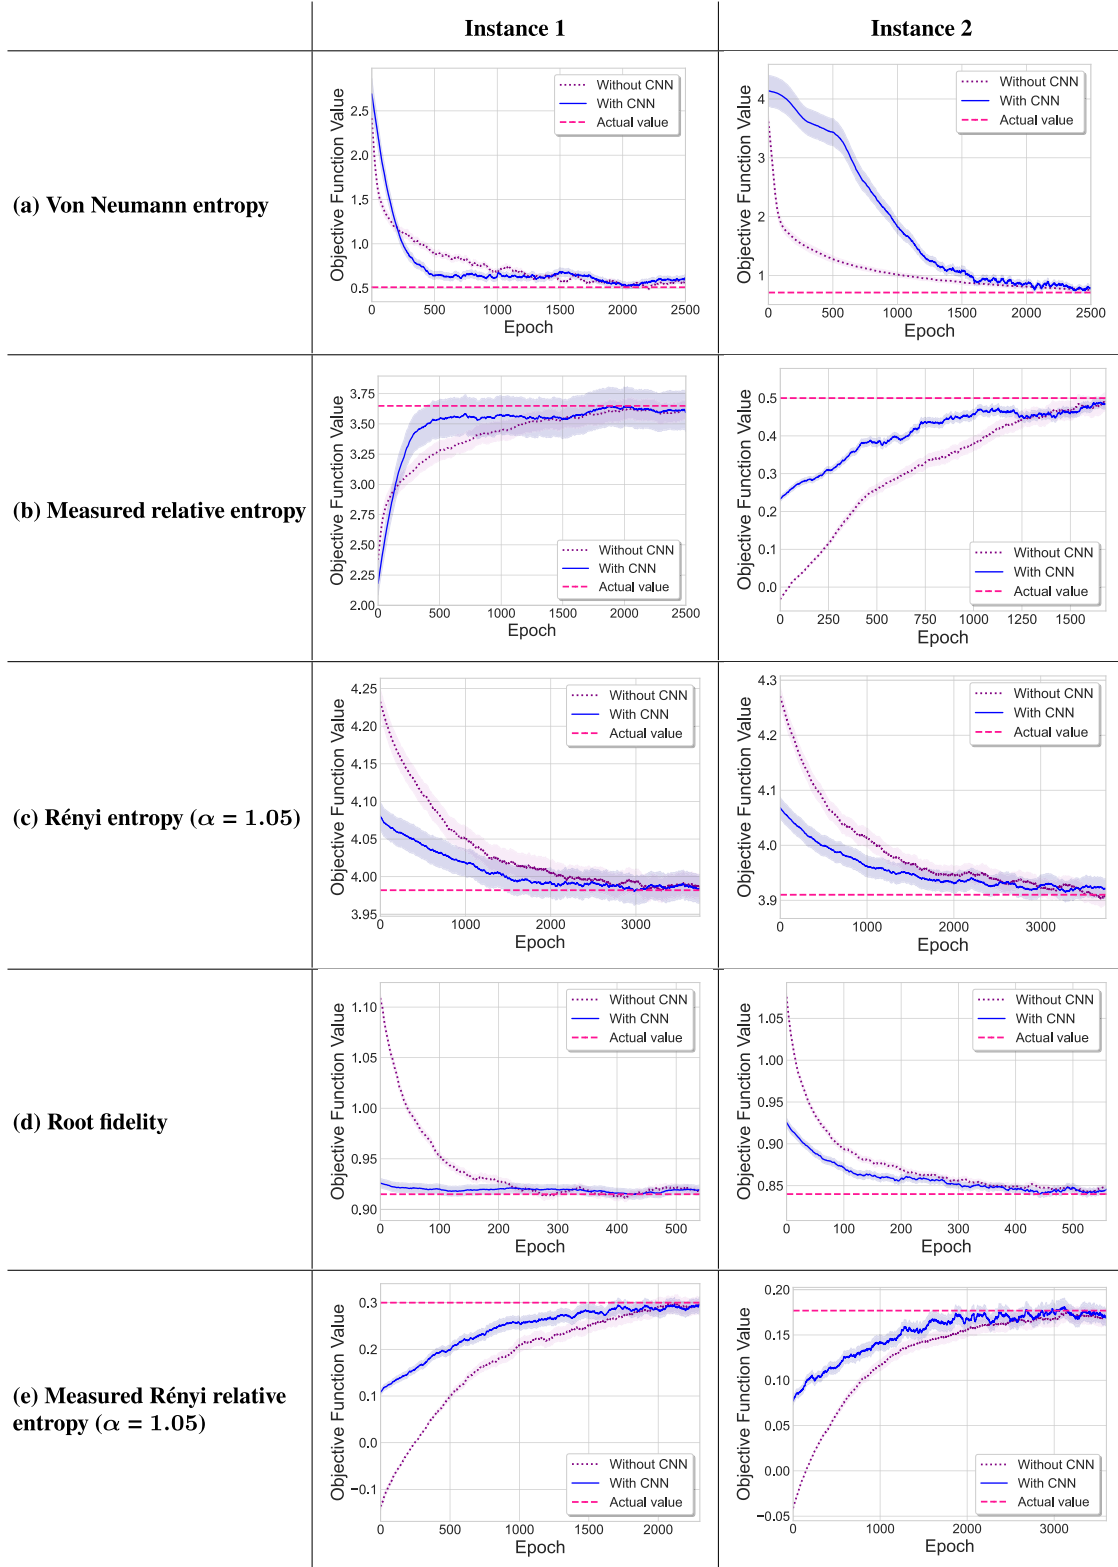 Instance 1
Instance 2
(a) Von Neumann entropy
Objective Function Value
2.5
2.0
1.5
1.0
0.5
0
500
1000
1500
2000
2500
Epoch
Without CNN
With CNN
Actual value
Objective Function Value
4
3
2
1
0
500
1000
1500
2000
2500
Epoch
Without CNN
With CNN
Actual value
(b) Measured relative entropy
Objective Function Value
3.75
3.50
3.25
3.00
2.75
2.50
2.25
2.00
0
500
1000
1500
2000
2500
Epoch
Without CNN
With CNN
Actual value
Objective Function Value
0.5
0.4
0.3
0.2
0.1
0.0
0
250
500
750
1000
1250
1500
Epoch
Without CNN
With CNN
Actual value
(c) Rényi entropy (α = 1.05)
Objective Function Value
4.25
4.20
4.15
4.10
4.05
4.00
3.95
0
1000
2000
3000
Epoch
Without CNN
With CNN
Actual value
Objective Function Value
4.3
4.2
4.1
4.0
3.9
0
1000
2000
3000
Epoch
Without CNN
With CNN
Actual value
(d) Root fidelity
Objective Function Value
1.10
1.05
1.00
0.95
0.90
0
100
200
300
400
500
Epoch
Without CNN
With CNN
Actual value
Objective Function Value
1.05
1.00
0.95
0.90
0.85
0
100
200
300
400
500
Epoch
Without CNN
With CNN
Actual value
(e) Measured Rényi relative
entropy (α = 1.05)
Objective Function Value
0.3
0.2
0.1
0.0
−0.1
0
500
1000
1500
2000
Epoch
Without CNN
With CNN
Actual value
Objective Function Value
0.20
0.15
0.10
0.05
0.00
−0.05
0
1000
2000
3000
Epoch
Without CNN
With CNN
Actual value